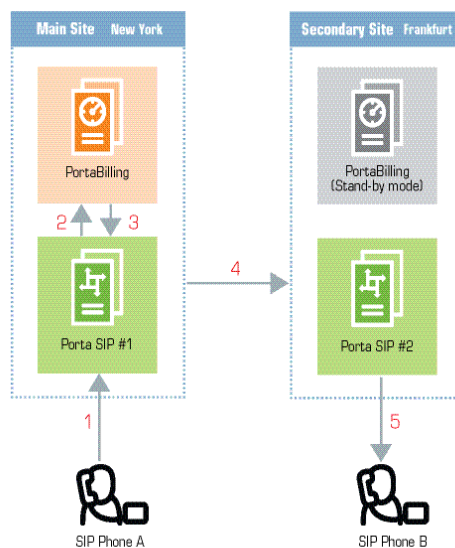 Main Site New York
Secondary Site Frankfurt
PortaBilling
PortaBilling
(Stand-by mode)
2
3
4
Porta SIP #1
Porta SIP #2
1
5
SIP Phone A
SIP Phone B